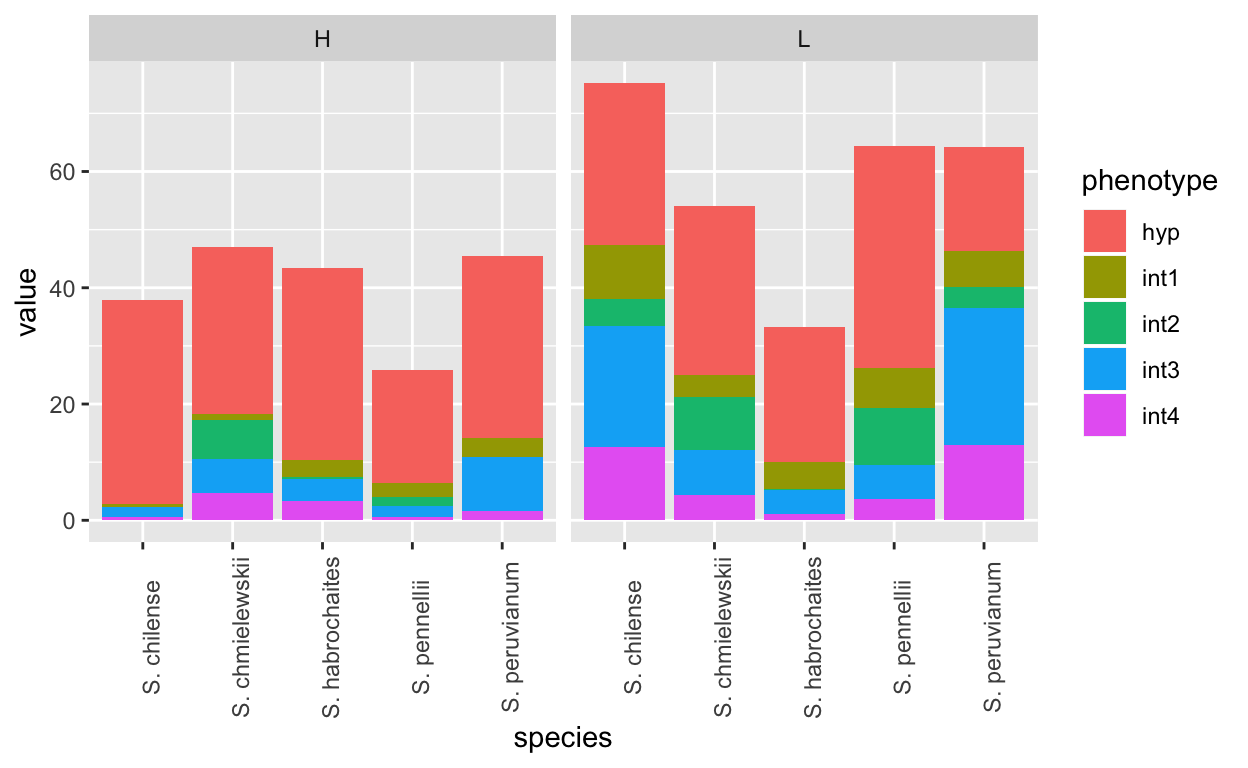 H
L
value
60
40
20
0
S. chilense
S. chmielewskii
S. habrochaites
S. pennellii
S. peruvianum
S. chilense
S. chmielewskii
S. habrochaites
S. pennellii
S. peruvianum
species
phenotype
hyp
int1
int2
int3
int4